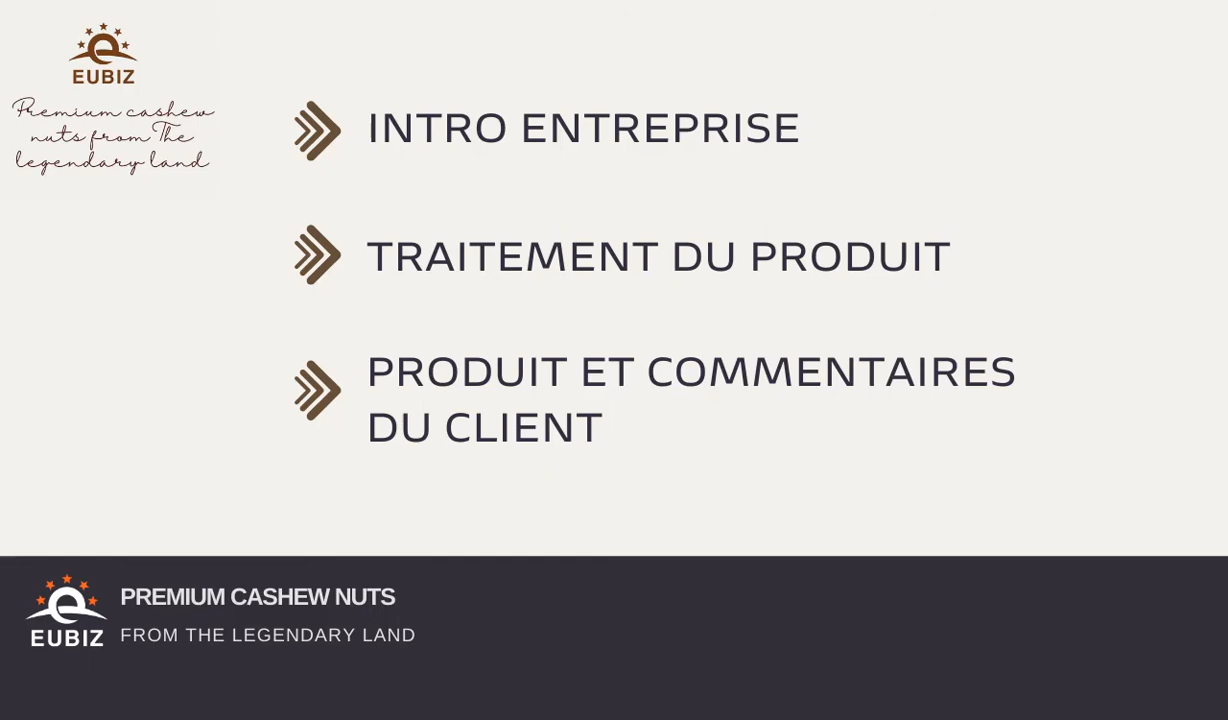 EUBIZ
Premium cashew
nuts from The
legendary land
INTRO ENTREPRISE
TRAITEMENT DU PRODUIT
PRODUIT ET COMMENTAIRES
DU CLIENT
EUBIZ
PREMIUM CASHEW NUTS
FROM THE LEGENDARY LAND